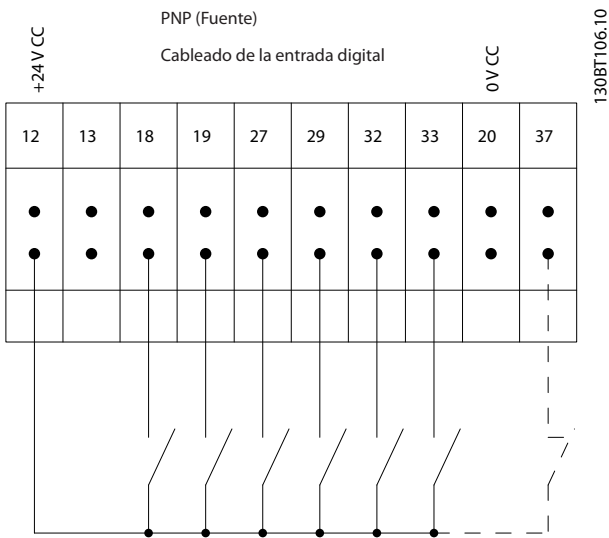 PNP (Fuente)
Cableado de la entrada digital
+24 V CC
0 V CC
130BT106.10
12 13 18 19 27 29 32 33 20 37